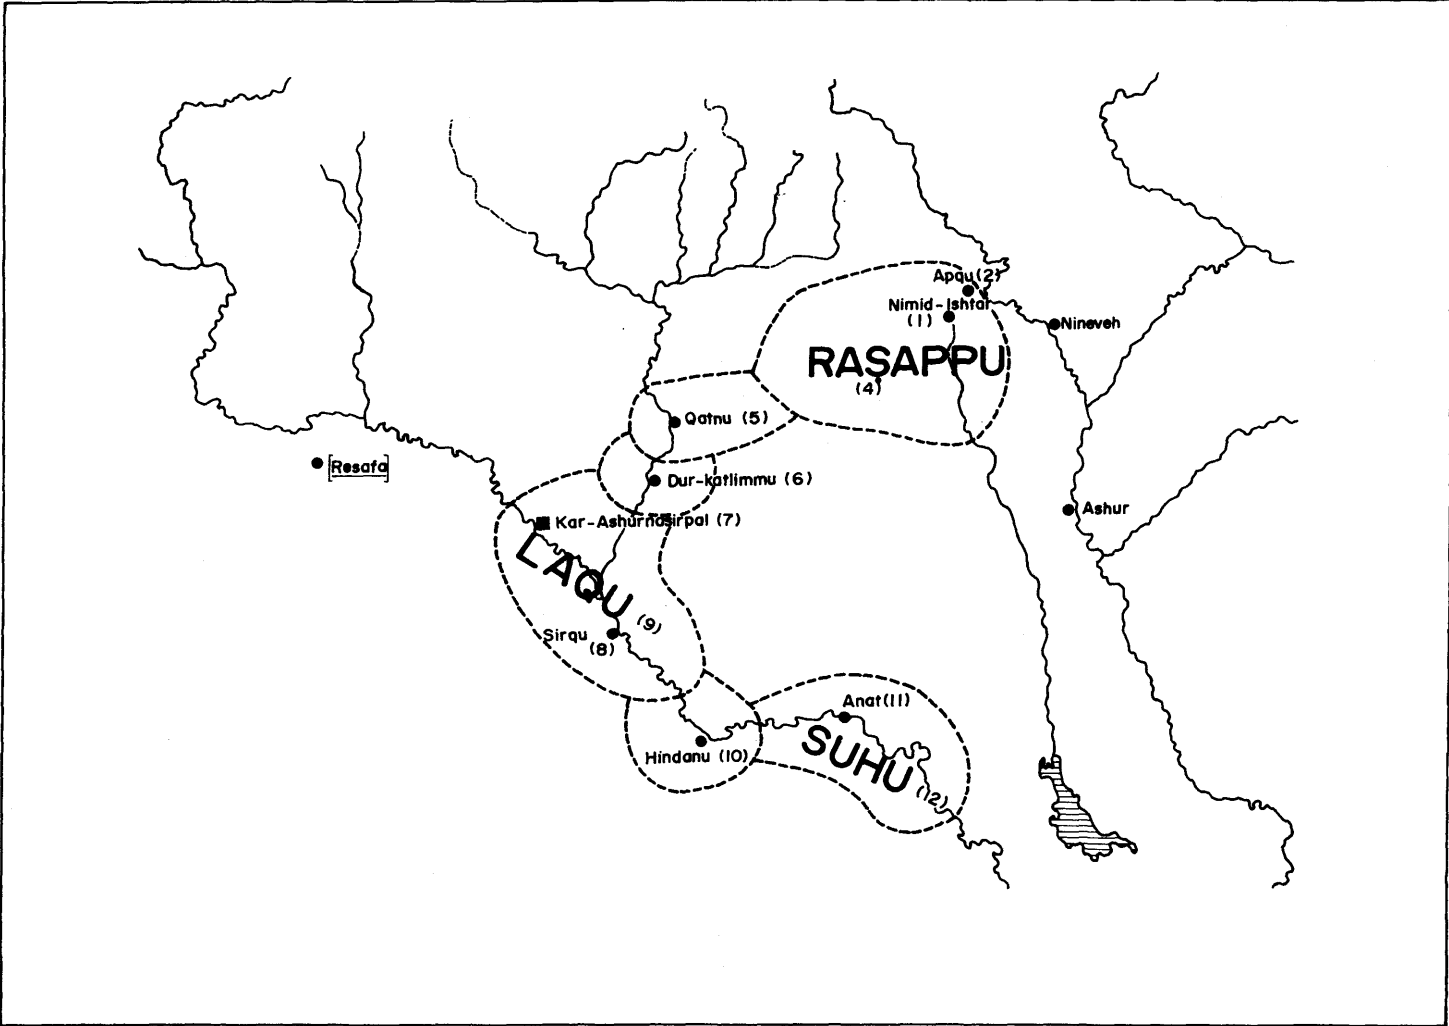 Apqu (2)
Nimid-Ishtar
(1)
Nineveh
RAṢAPPU
(4)
Qatnu (5)
[Resafa]
Dur-katlimmu (6)
Kar-Ashurnasirpal (7)
Ashur
LAQU (9)
Sirqu
(8)
Anat (11)
SUHU (12)
Hindanu (10)